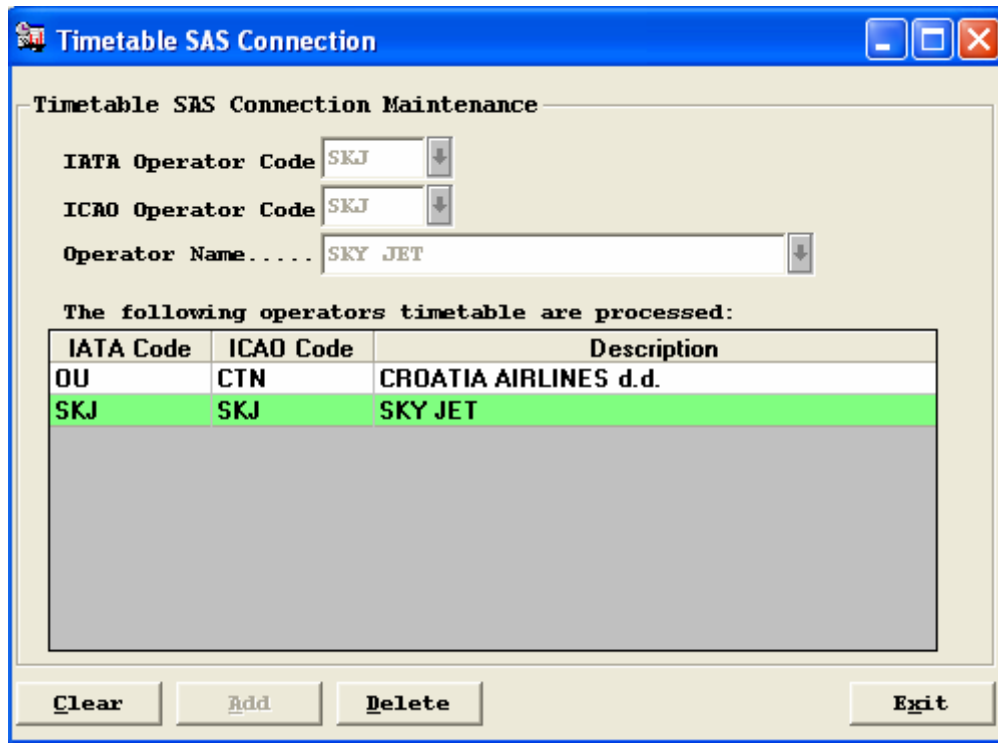 Timetable SAS Connection
Timetable SAS Connection Maintenance
IATA Operator Code SKJ
ICAO Operator Code SKJ
Operator Name..... SKY JET
The following operators timetable are processed:
IATA Code ICAO Code Description
OU CTN CROATIA AIRLINES d.d.
SKJ SKJ SKY JET
Clear Add Delete Exit